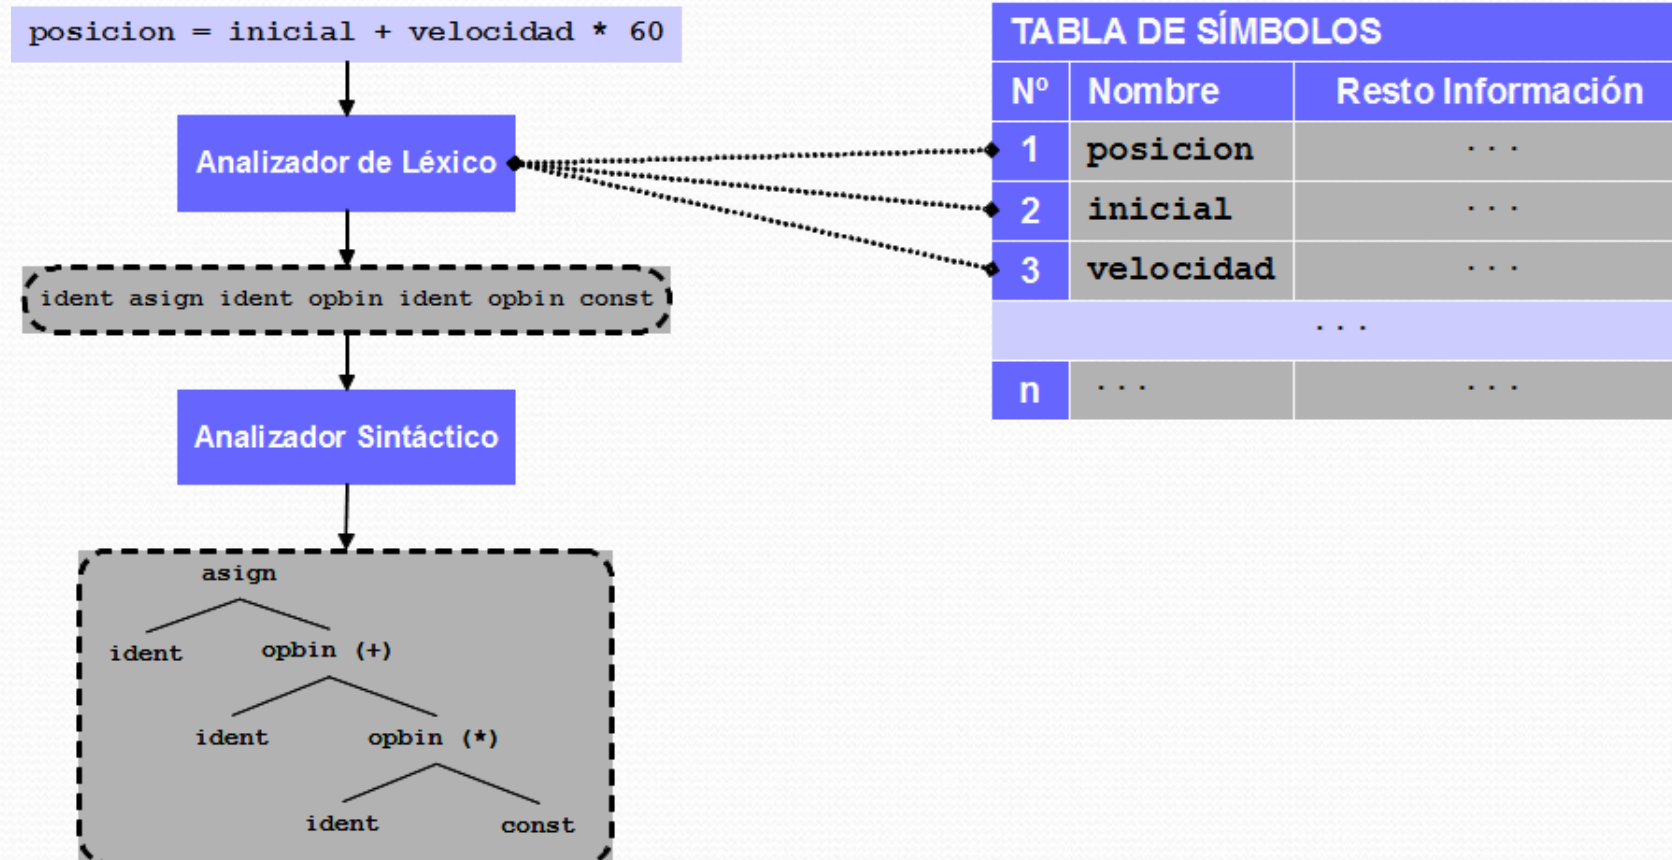 posicion = inicial + velocidad * 60
Analizador de Léxico
ident asign ident opbin ident opbin const
Analizador Sintáctico
asign
ident opbin (+)
ident opbin (*)
ident const
TABLA DE SÍMBOLOS
Nº Nombre Resto Información
1 posicion ...
2 inicial ...
3 velocidad ...
...
n ... ...